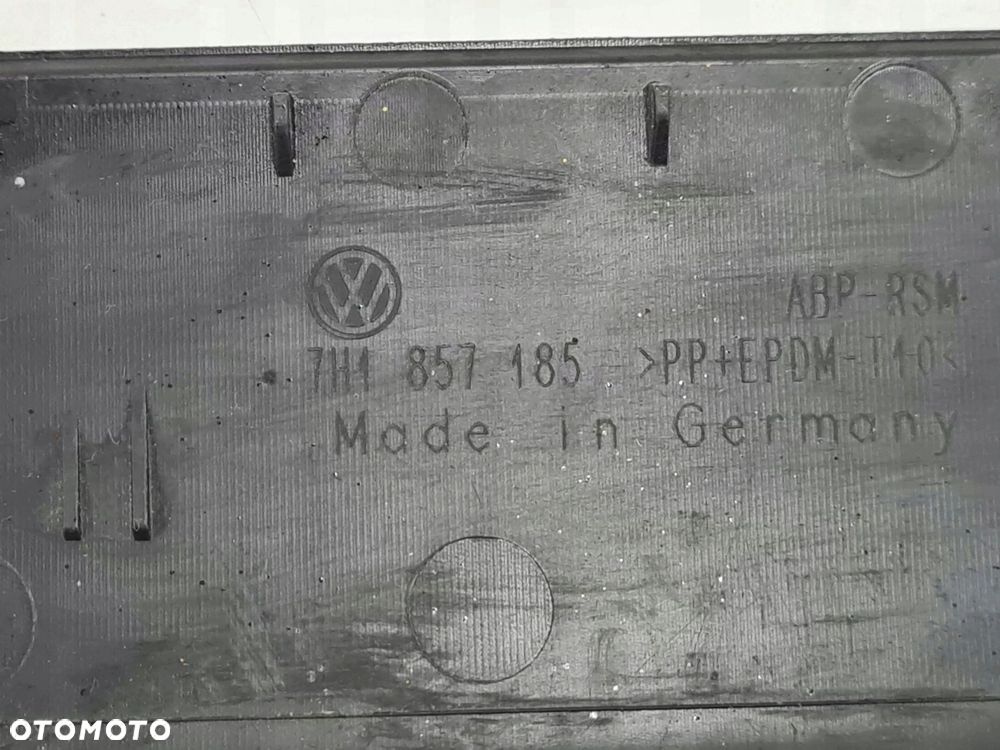 ABP-RSM
7H1 857 185 >PP+EPDM-T10<
Made in Germany
OTOMOTO